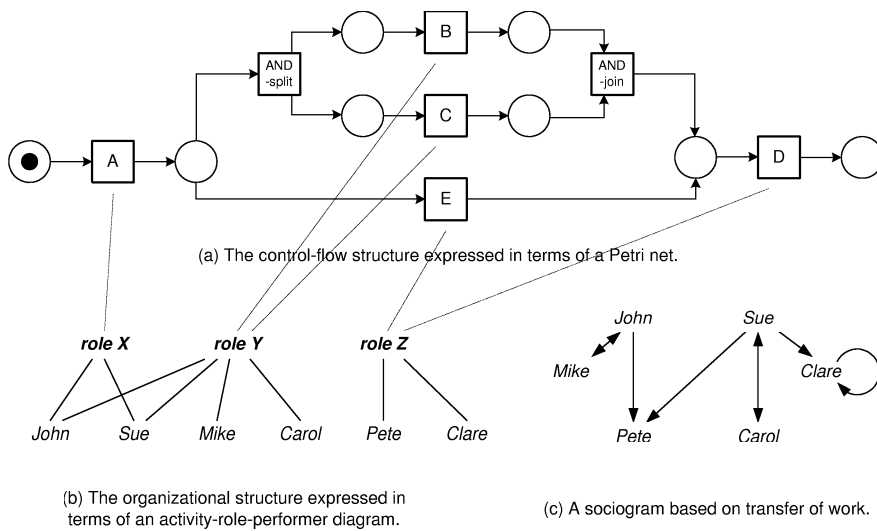 B
AND
-split
AND
-join
C
A
D
E
(a) The control-flow structure expressed in terms of a Petri net.
role X
role Y
role Z
John
Sue
Mike
Carol
Pete
Clare
(b) The organizational structure expressed in
terms of an activity-role-performer diagram.
John
Sue
Mike
Clare
Pete
Carol
(c) A sociogram based on transfer of work.